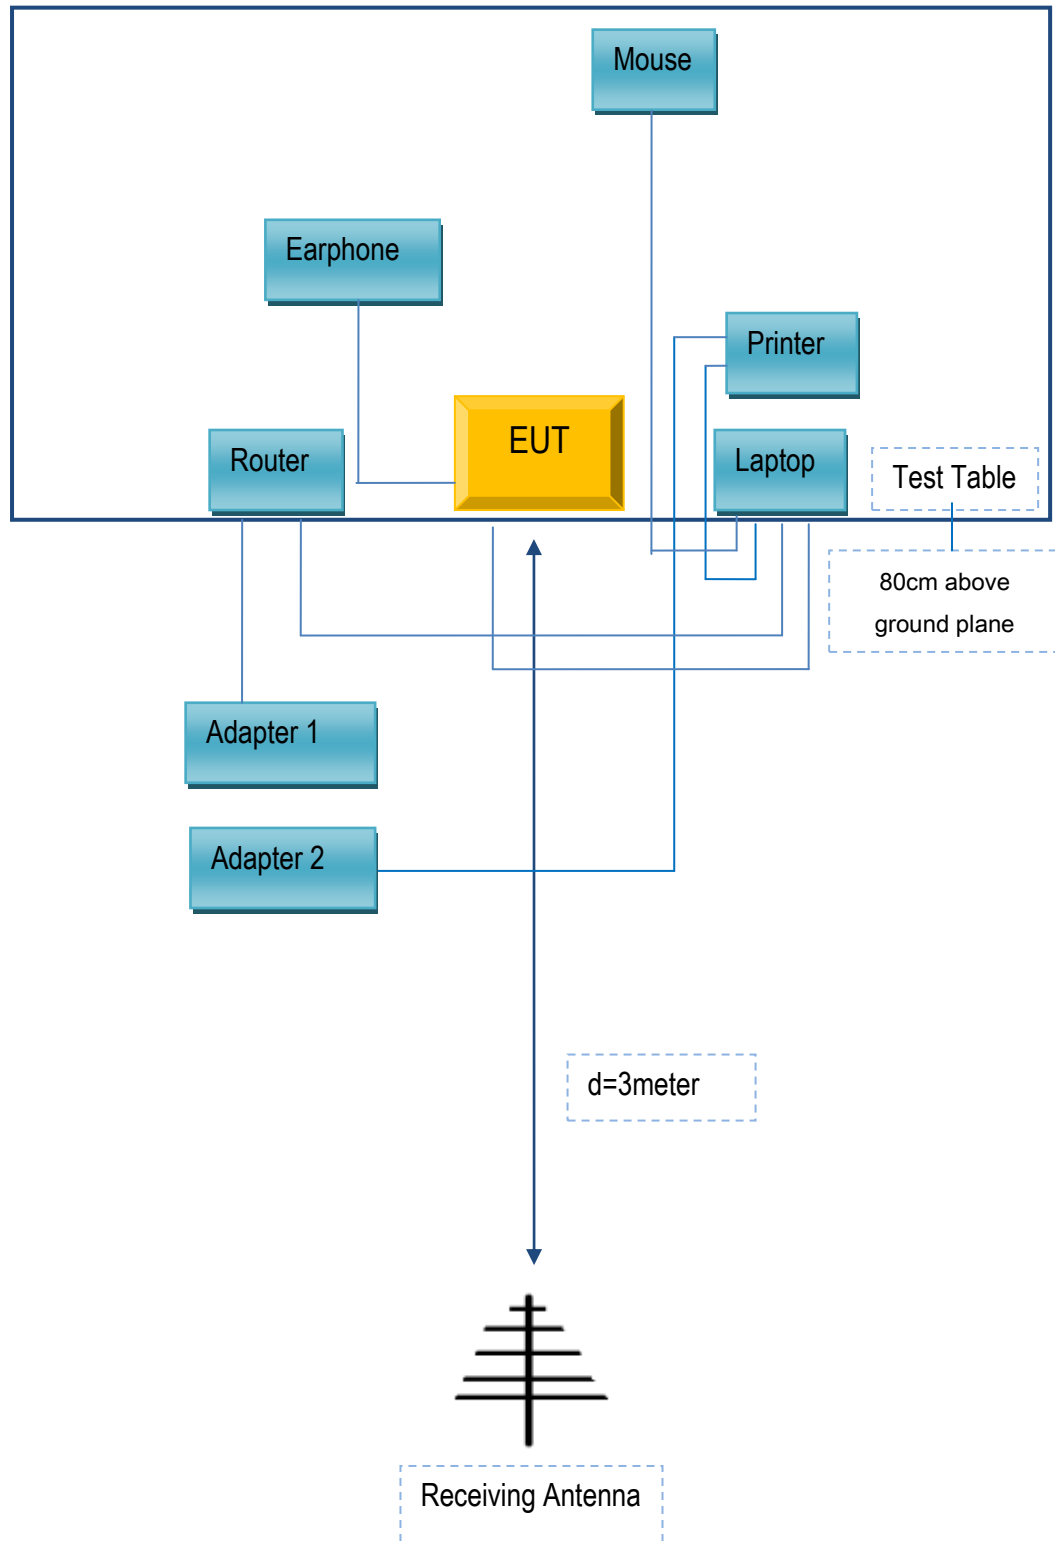 Mouse
Earphone
Printer
EUT
Router
Laptop
Test Table
80cm above
ground plane
Adapter 1
Adapter 2
d=3meter
Receiving Antenna